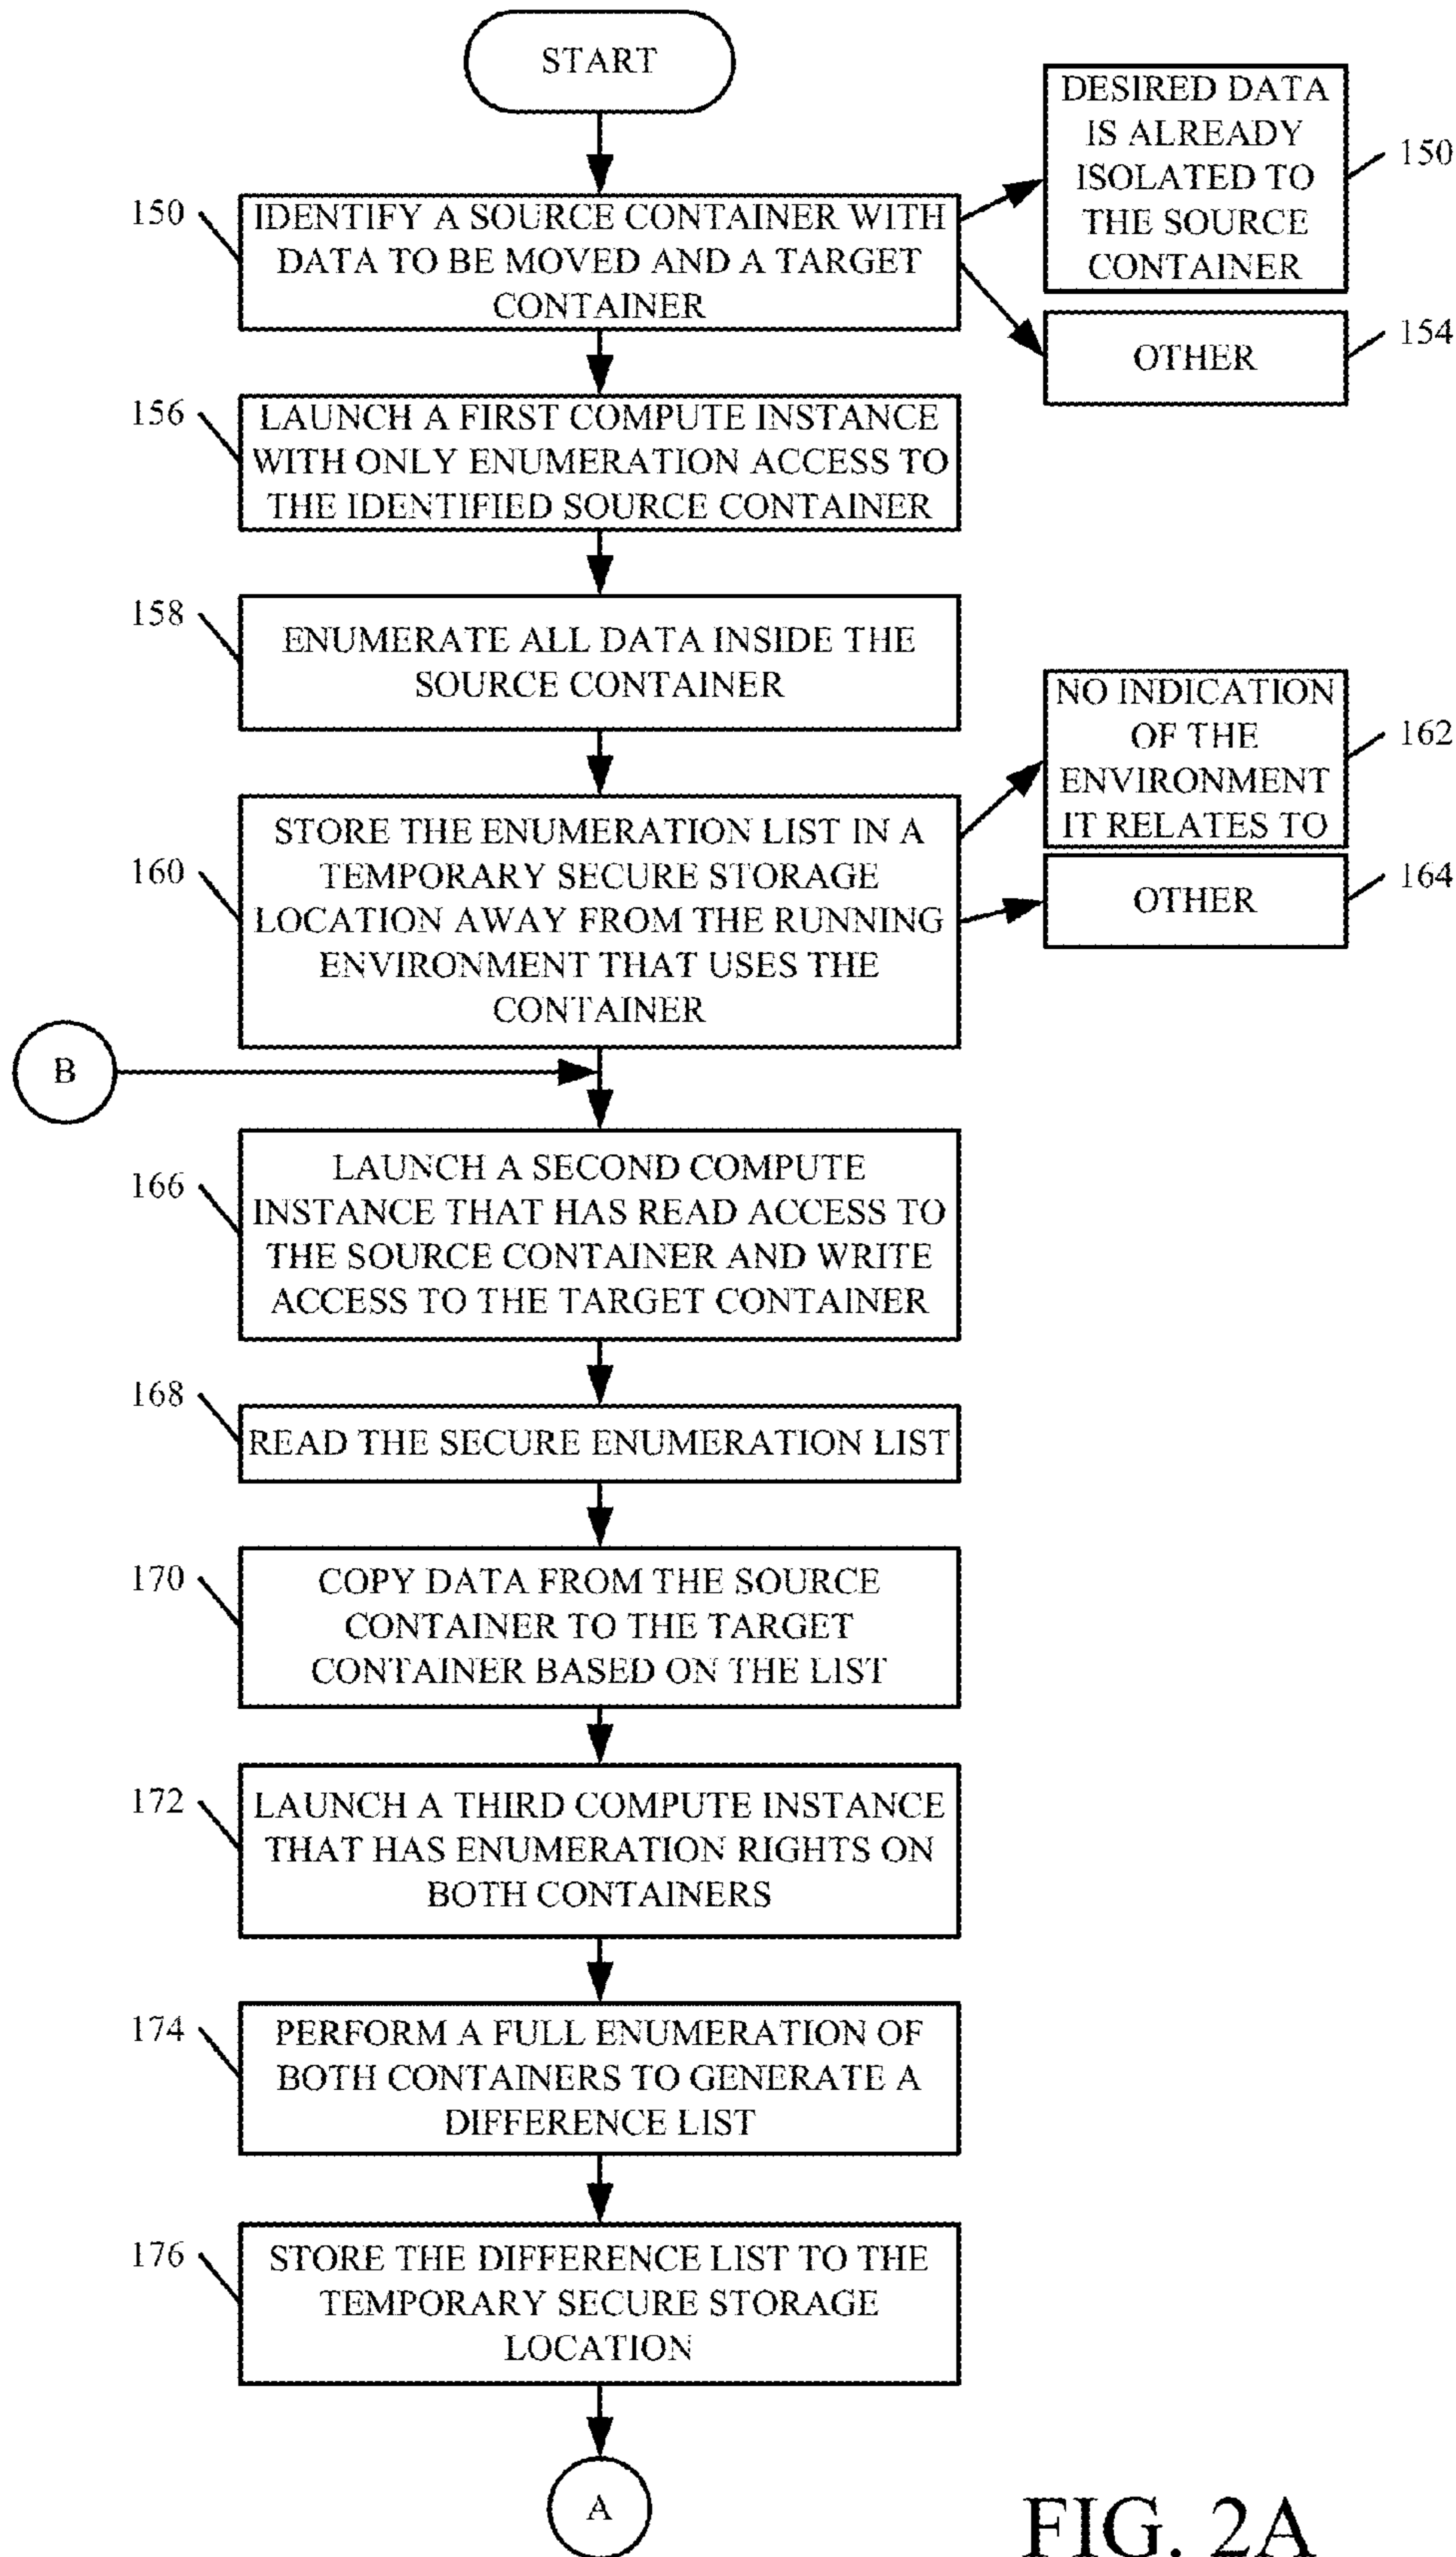 START
150
IDENTIFY A SOURCE CONTAINER WITH
DATA TO BE MOVED AND A TARGET
CONTAINER
DESIRED DATA
IS ALREADY
ISOLATED TO
THE SOURCE
CONTAINER
150
OTHER
154
156
LAUNCH A FIRST COMPUTE INSTANCE
WITH ONLY ENUMERATION ACCESS TO
THE IDENTIFIED SOURCE CONTAINER
158
ENUMERATE ALL DATA INSIDE THE
SOURCE CONTAINER
160
STORE THE ENUMERATION LIST IN A
TEMPORARY SECURE STORAGE
LOCATION AWAY FROM THE RUNNING
ENVIRONMENT THAT USES THE
CONTAINER
NO INDICATION
OF THE
ENVIRONMENT
IT RELATES TO
162
OTHER
164
B
166
LAUNCH A SECOND COMPUTE
INSTANCE THAT HAS READ ACCESS TO
THE SOURCE CONTAINER AND WRITE
ACCESS TO THE TARGET CONTAINER
168
READ THE SECURE ENUMERATION LIST
170
COPY DATA FROM THE SOURCE
CONTAINER TO THE TARGET
CONTAINER BASED ON THE LIST
172
LAUNCH A THIRD COMPUTE INSTANCE
THAT HAS ENUMERATION RIGHTS ON
BOTH CONTAINERS
174
PERFORM A FULL ENUMERATION OF
BOTH CONTAINERS TO GENERATE A
DIFFERENCE LIST
176
STORE THE DIFFERENCE LIST TO THE
TEMPORARY SECURE STORAGE
LOCATION
A
FIG. 2A